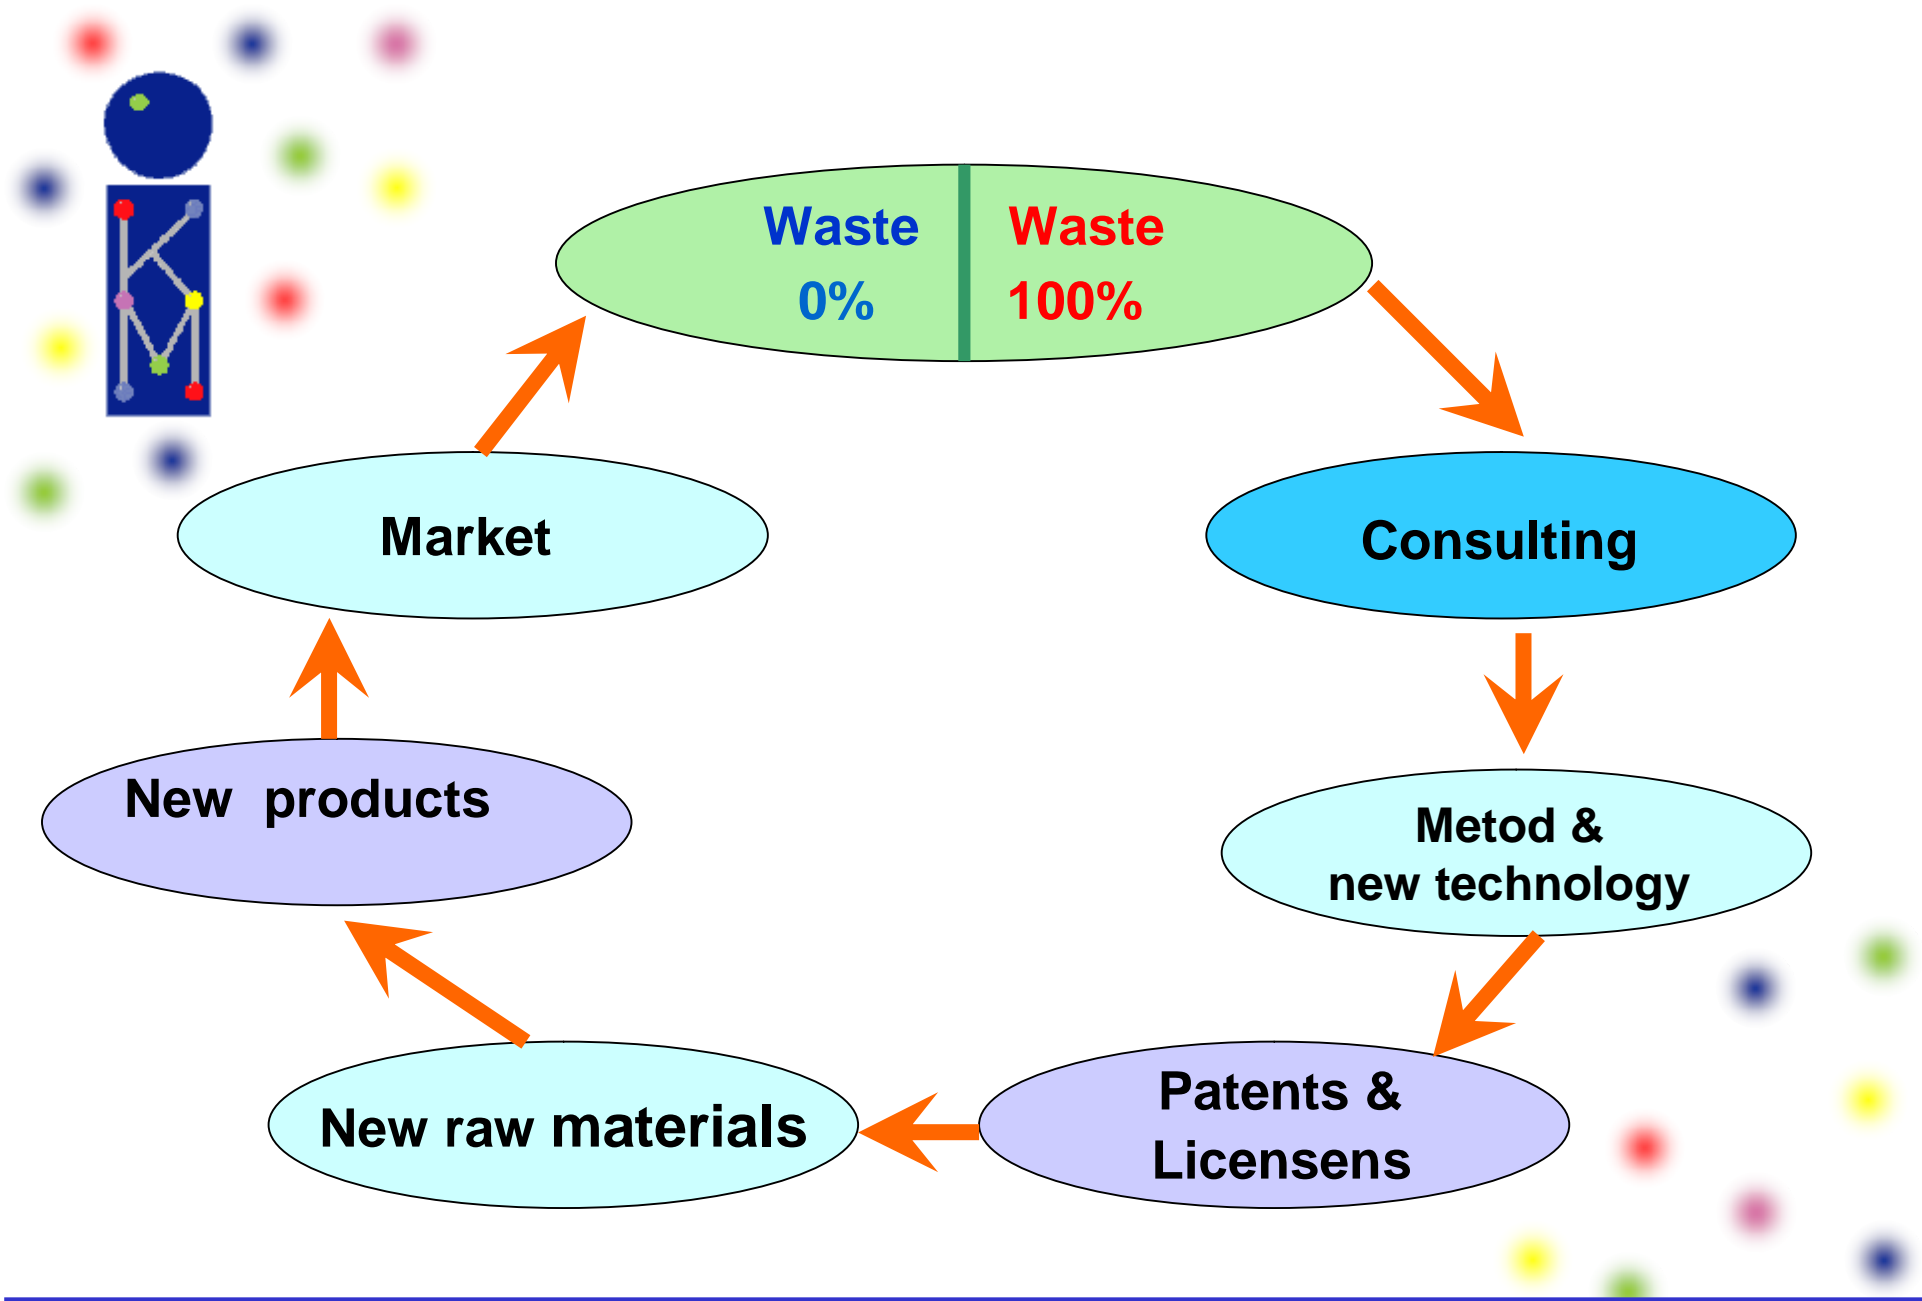 Waste
0%
Waste
100%
Consulting
Metod &
new technology
Patents &
Licensens
New raw materials
New  products
Market